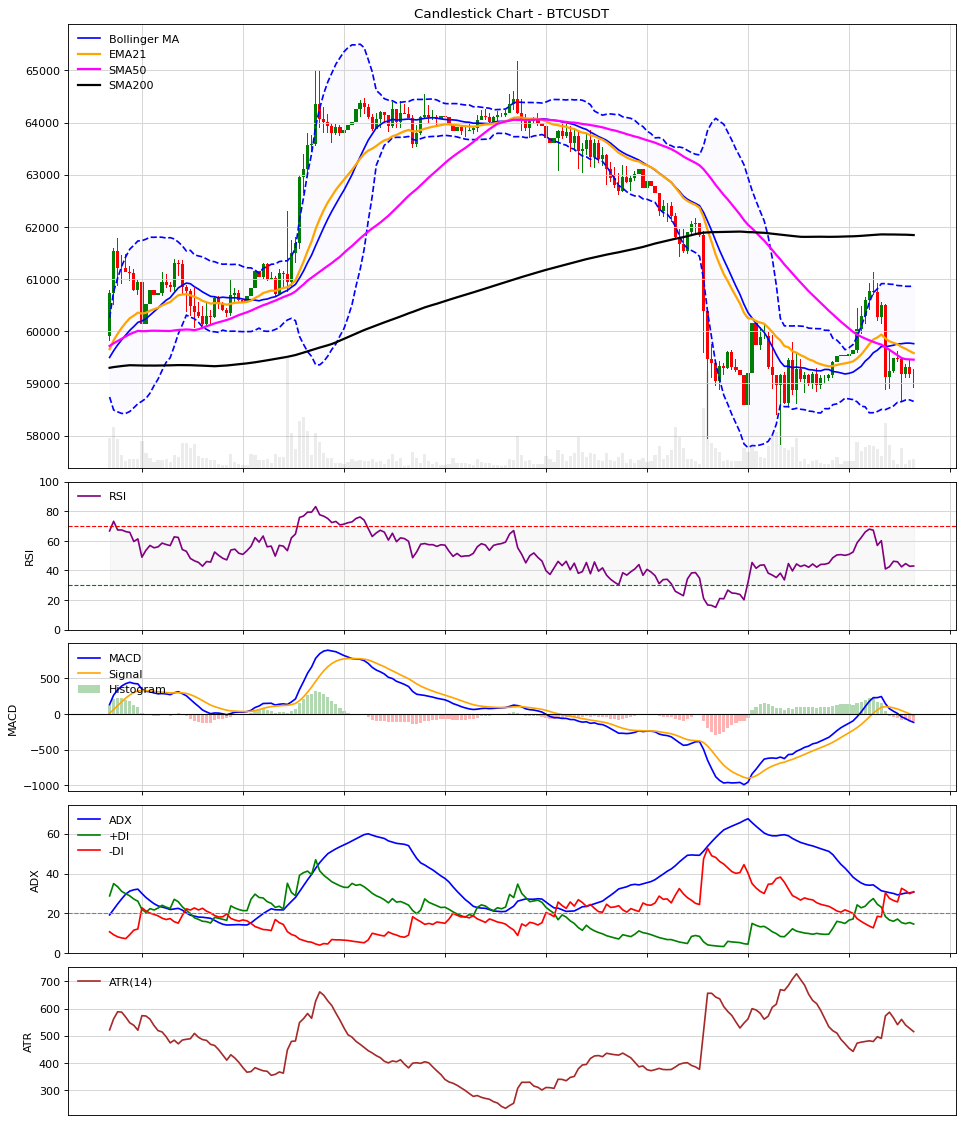 Candlestick Chart - BTCUSDT
Bollinger MA
EMA21
SMA50
SMA200
65000
64000
63000
62000
61000
60000
59000
58000
RSI
RSI
100
80
60
40
20
0
MACD
Signal
Histogram
MACD
500
0
−500
−1000
ADX
+DI
-DI
ADX
60
40
20
0
ATR(14)
ATR
700
600
500
400
300